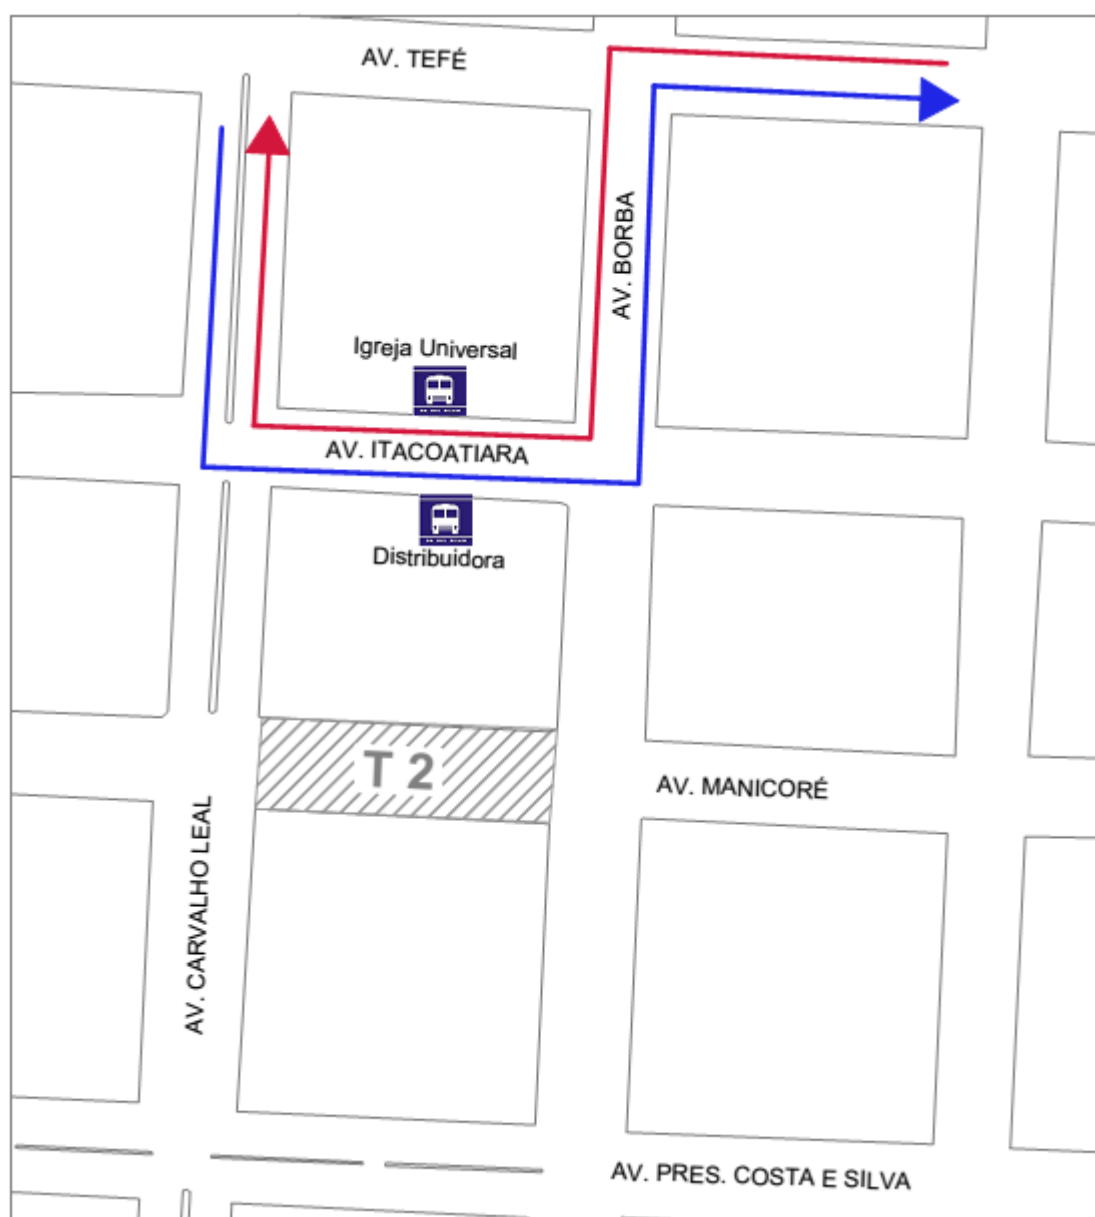 AV. TEFÉ
AV. BORBA
Igreja Universal
AV. ITACOATIARA
Distribuidora
T 2
AV. MANICORÉ
AV. CARVALHO LEAL
AV. PRES. COSTA E SILVA